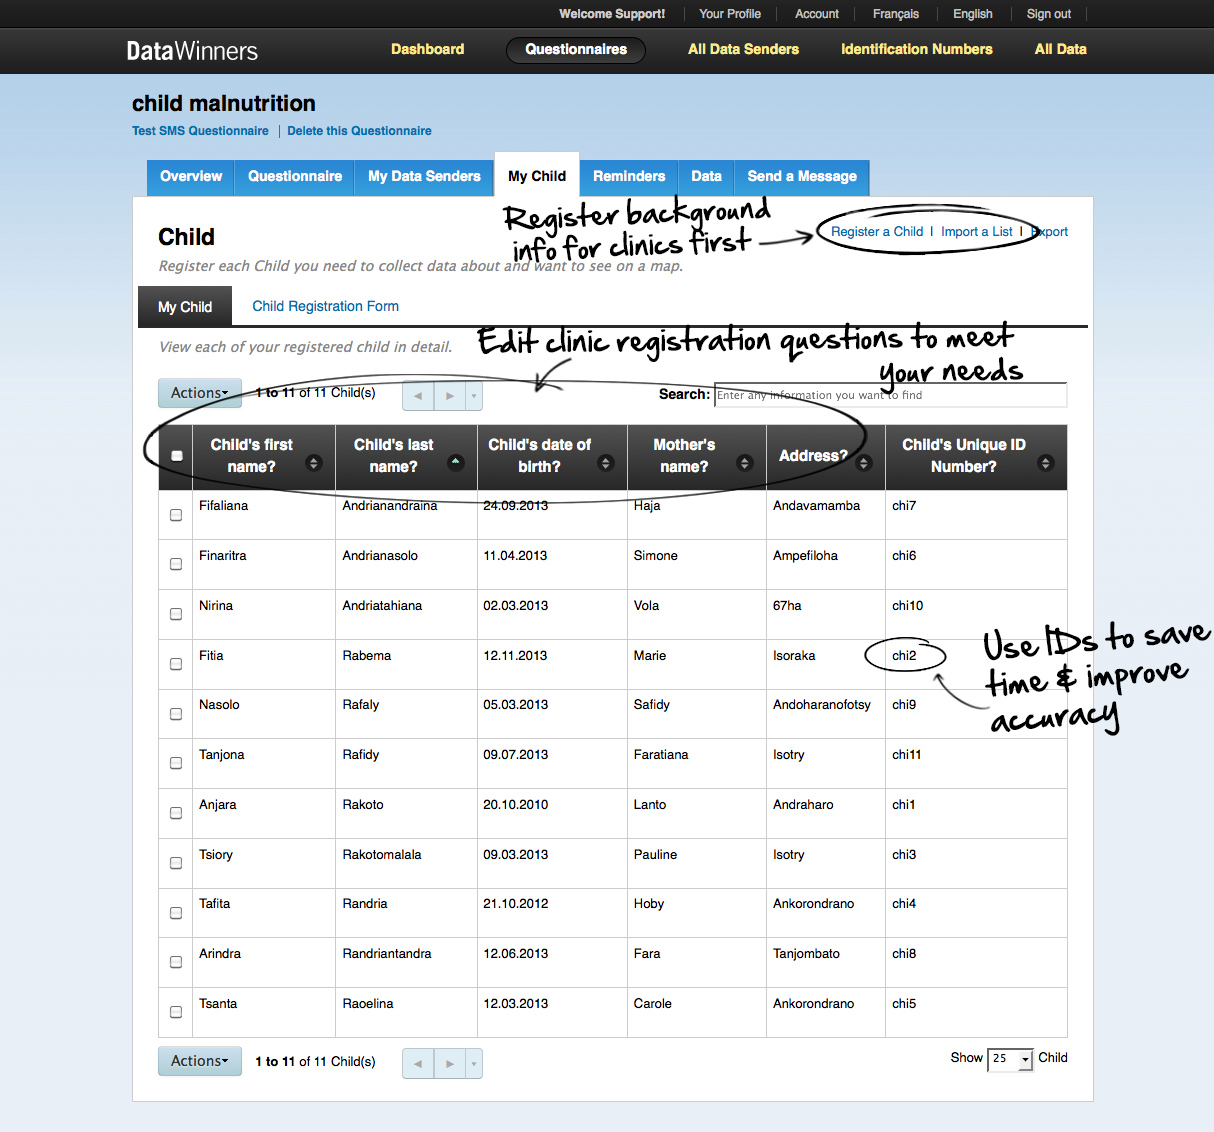 Welcome Support! | Your Profile | Account | Français | English | Sign out |
DataWinners Dashboard Questionnaires All Data Senders Identification Numbers All Data
child malnutrition
Test SMS Questionnaire | Delete this Questionnaire
Overview Questionnaire My Data Senders My Child Reminders Data Send a Message
Register background
info for clinics first
Child
Register a Child | Import a List | Export
Register each Child you need to collect data about and want to see on a map.
My Child Child Registration Form
Edit clinic registration questions to meet
your needs
View each of your registered child in detail.
Actions 1 to 11 of 11 Child(s) Search: Enter any information you want to find
Child's first name? Child's last name? Child's date of birth? Mother's name? Address? Child's Unique ID Number?
Fifaliana Andrianandraina 24.09.2013 Haja Andavamamba chi7
Finaritra Andrianasolo 11.04.2013 Simone Ampefiloha chi6
Nirina Andriatahiana 02.03.2013 Vola 67ha chi10
Fitia Rabema 12.11.2013 Marie Isoraka chi2
Use IDs to save
time & improve
accuracy
Nasolo Rafaly 05.03.2013 Safidy Andoharanofotsy chi9
Tanjona Rafidy 09.07.2013 Faratiana Isotry chi11
Anjara Rakoto 20.10.2010 Lanto Andraharo chi1
Tsiory Rakotomalala 09.03.2013 Pauline Isotry chi3
Tafita Randria 21.10.2012 Hoby Ankorondrano chi4
Arindra Randriantandra 12.06.2013 Fara Tanjombato chi8
Tsanta Raoelina 12.03.2013 Carole Ankorondrano chi5
Actions 1 to 11 of 11 Child(s) Show 25 Child